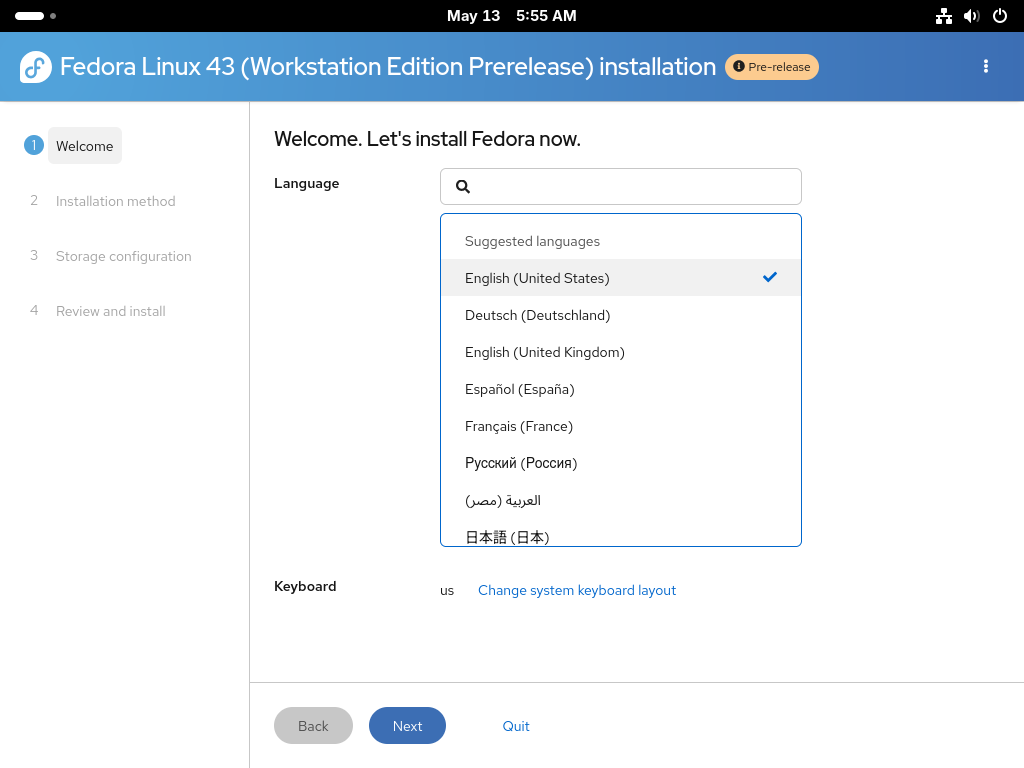 May 13 5:55 AM
Fedora Linux 43 (Workstation Edition Prerelease) installation
Pre-release
1 Welcome
2 Installation method
3 Storage configuration
4 Review and install
Welcome. Let's install Fedora now.
Language
Suggested languages
English (United States)
Deutsch (Deutschland)
English (United Kingdom)
Español (España)
Français (France)
Русский (Россия)
العربية (مصر)
日本語 (日本)
Keyboard
us Change system keyboard layout
Back Next Quit